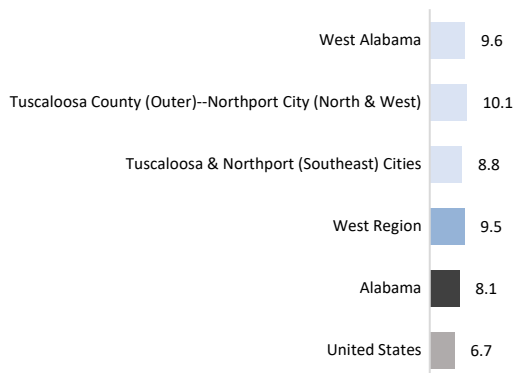 West Alabama 9.6
Tuscaloosa County (Outer)--Northport City (North & West) 10.1
Tuscaloosa & Northport (Southeast) Cities 8.8
West Region 9.5
Alabama 8.1
United States 6.7